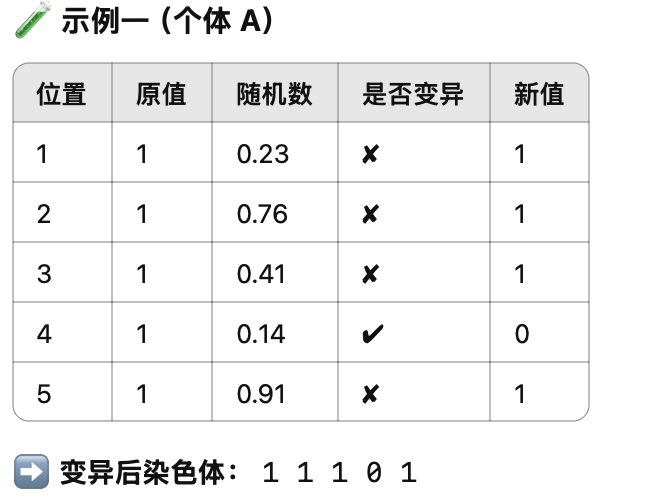 🧪 示例一（个体 A）
位置 原值 随机数 是否变异 新值
1 1 0.23 ✘ 1
2 1 0.76 ✘ 1
3 1 0.41 ✘ 1
4 1 0.14 ✔ 0
5 1 0.91 ✘ 1
➡️ 变异后染色体： 1 1 1 0 1